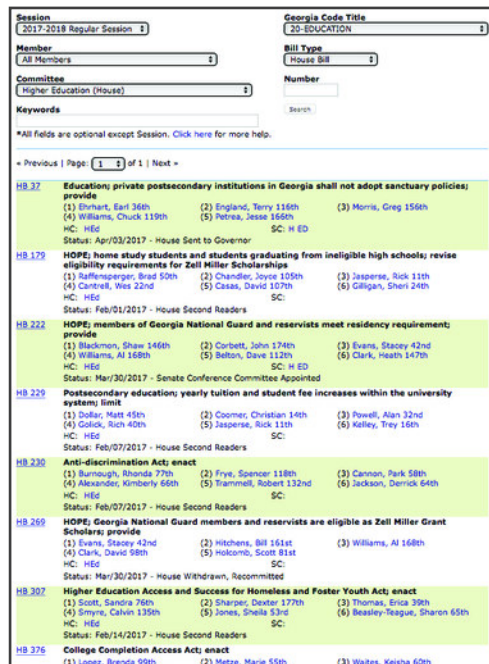 Session Georgia Code Title
2017-2018 Regular Session 20-EDUCATION
Member Bill Type
All Members House Bill
Committee Number
Higher Education (House)
Keywords Search
*All fields are optional except Session. Click here for more help.
« Previous | Page: 1 of 1 | Next »
HB 37 Education; private postsecondary institutions in Georgia shall not adopt sanctuary policies;
provide
(1) Ehrhart, Earl 36th (2) England, Terry 116th (3) Morris, Greg 156th
(4) Williams, Chuck 119th (5) Petrea, Jesse 166th
HC: HEd SC: H ED
Status: Apr/03/2017 - House Sent to Governor
HB 179 HOPE; home study students and students graduating from ineligible high schools; revise
eligibility requirements for Zell Miller Scholarships
(1) Raffensperger, Brad 50th (2) Chandler, Joyce 105th (3) Jasperse, Rick 11th
(4) Cantrell, Wes 22nd (5) Casas, David 107th (6) Gilligan, Sheri 24th
HC: HEd SC:
Status: Feb/01/2017 - House Second Readers
HB 222 HOPE; members of Georgia National Guard and reservists meet residency requirement;
provide
(1) Blackmon, Shaw 146th (2) Corbett, John 174th (3) Evans, Stacey 42nd
(4) Williams, Al 168th (5) Belton, Dave 112th (6) Clark, Heath 147th
HC: HEd SC: H ED
Status: Mar/30/2017 - Senate Conference Committee Appointed
HB 229 Postsecondary education; yearly tuition and student fee increases within the university
system; limit
(1) Dollar, Matt 45th (2) Coomer, Christian 14th (3) Powell, Alan 32nd
(4) Golick, Rich 40th (5) Jasperse, Rick 11th (6) Kelley, Trey 16th
HC: HEd SC:
Status: Feb/07/2017 - House Second Readers
HB 230 Anti-discrimination Act; enact
(1) Burnough, Rhonda 77th (2) Frye, Spencer 118th (3) Cannon, Park 58th
(4) Alexander, Kimberly 66th (5) Trammell, Robert 132nd (6) Jackson, Derrick 64th
HC: HEd SC:
Status: Feb/07/2017 - House Second Readers
HB 269 HOPE; Georgia National Guard members and reservists are eligible as Zell Miller Grant
Scholars; provide
(1) Evans, Stacey 42nd (2) Hitchens, Bill 161st (3) Williams, Al 168th
(4) Clark, David 98th (5) Holcomb, Scott 81st
HC: HEd SC:
Status: Mar/30/2017 - House Withdrawn, Recommitted
HB 307 Higher Education Access and Success for Homeless and Foster Youth Act; enact
(1) Scott, Sandra 76th (2) Sharper, Dexter 177th (3) Thomas, Erica 39th
(4) Smyre, Calvin 135th (5) Jones, Sheila 53rd (6) Beasley-Teague, Sharon 65th
HC: HEd SC:
Status: Feb/14/2017 - House Second Readers
HB 376 College Completion Access Act; enact
(1) Lopez, Brenda 99th (2) Metze, Marie 55th (3) Waites, Keisha 60th